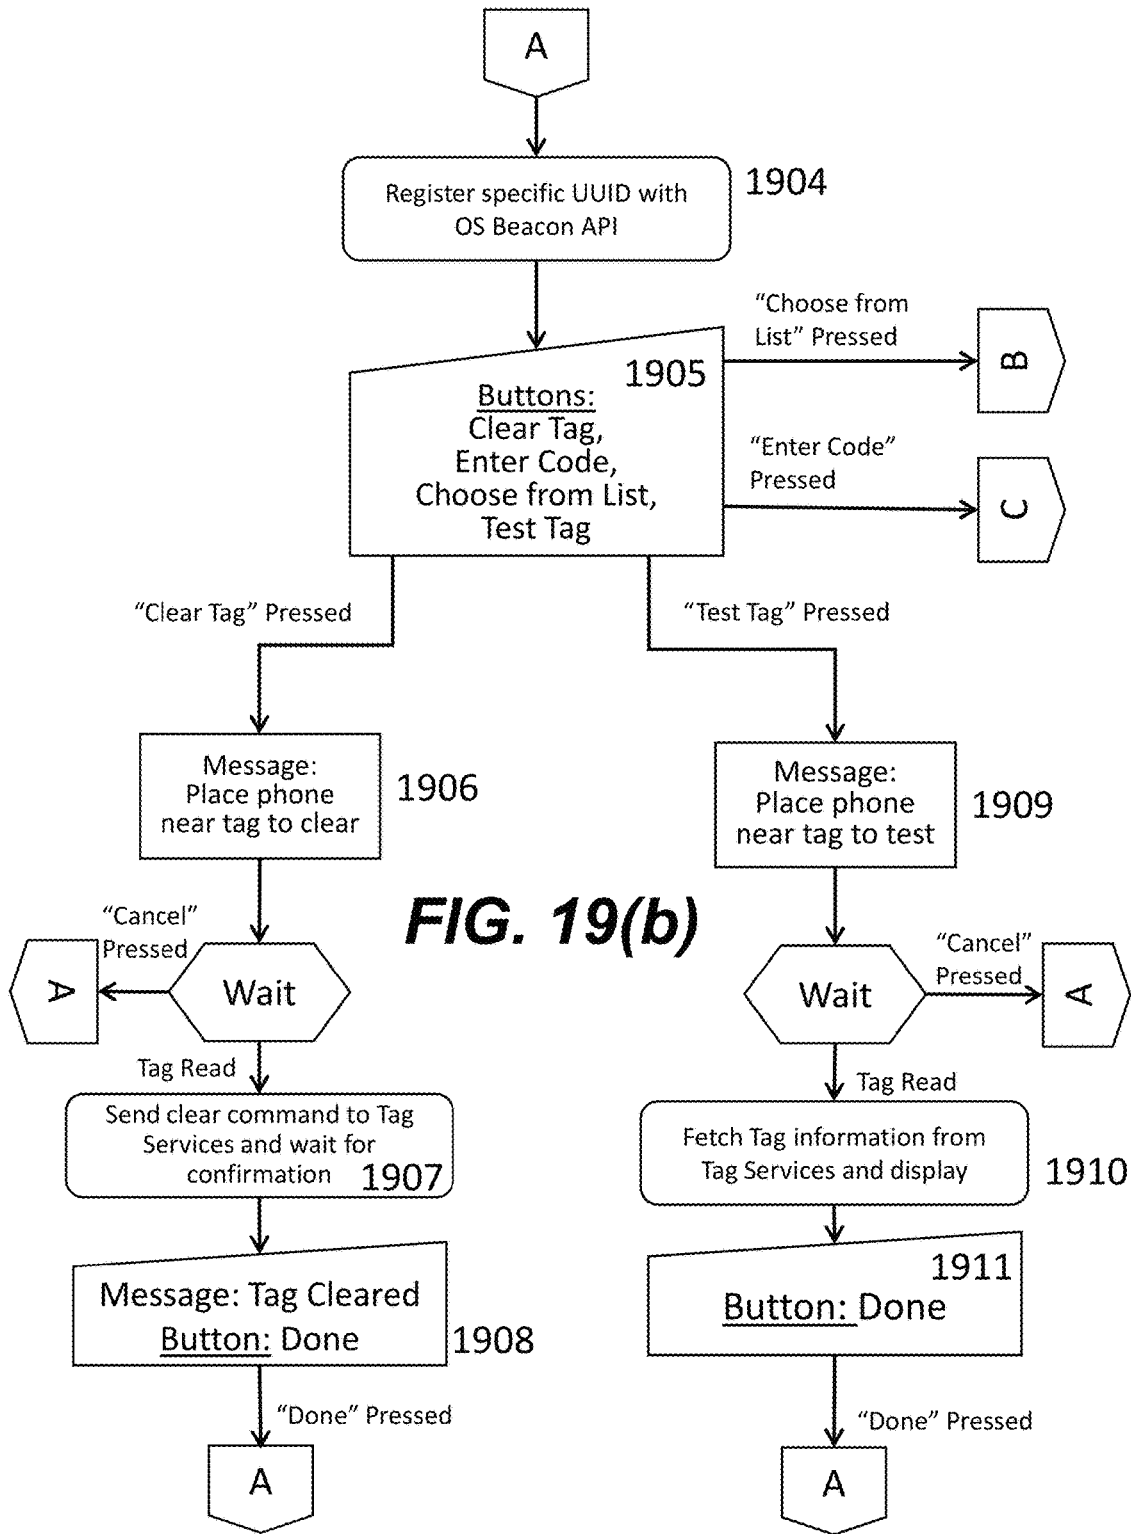 A
Register specific UUID with
OS Beacon API
1904
"Choose from
List" Pressed
B
1905
Buttons:
Clear Tag,
Enter Code,
Choose from List,
Test Tag
"Enter Code"
Pressed
C
"Clear Tag" Pressed
"Test Tag" Pressed
Message:
Place phone
near tag to clear
1906
Message:
Place phone
near tag to test
1909
FIG. 19(b)
"Cancel"
Pressed
A
Wait
Wait
"Cancel"
Pressed
A
Tag Read
Send clear command to Tag
Services and wait for
confirmation
1907
Tag Read
Fetch Tag information from
Tag Services and display
1910
Message: Tag Cleared
Button: Done
1908
1911
Button: Done
"Done" Pressed
A
"Done" Pressed
A